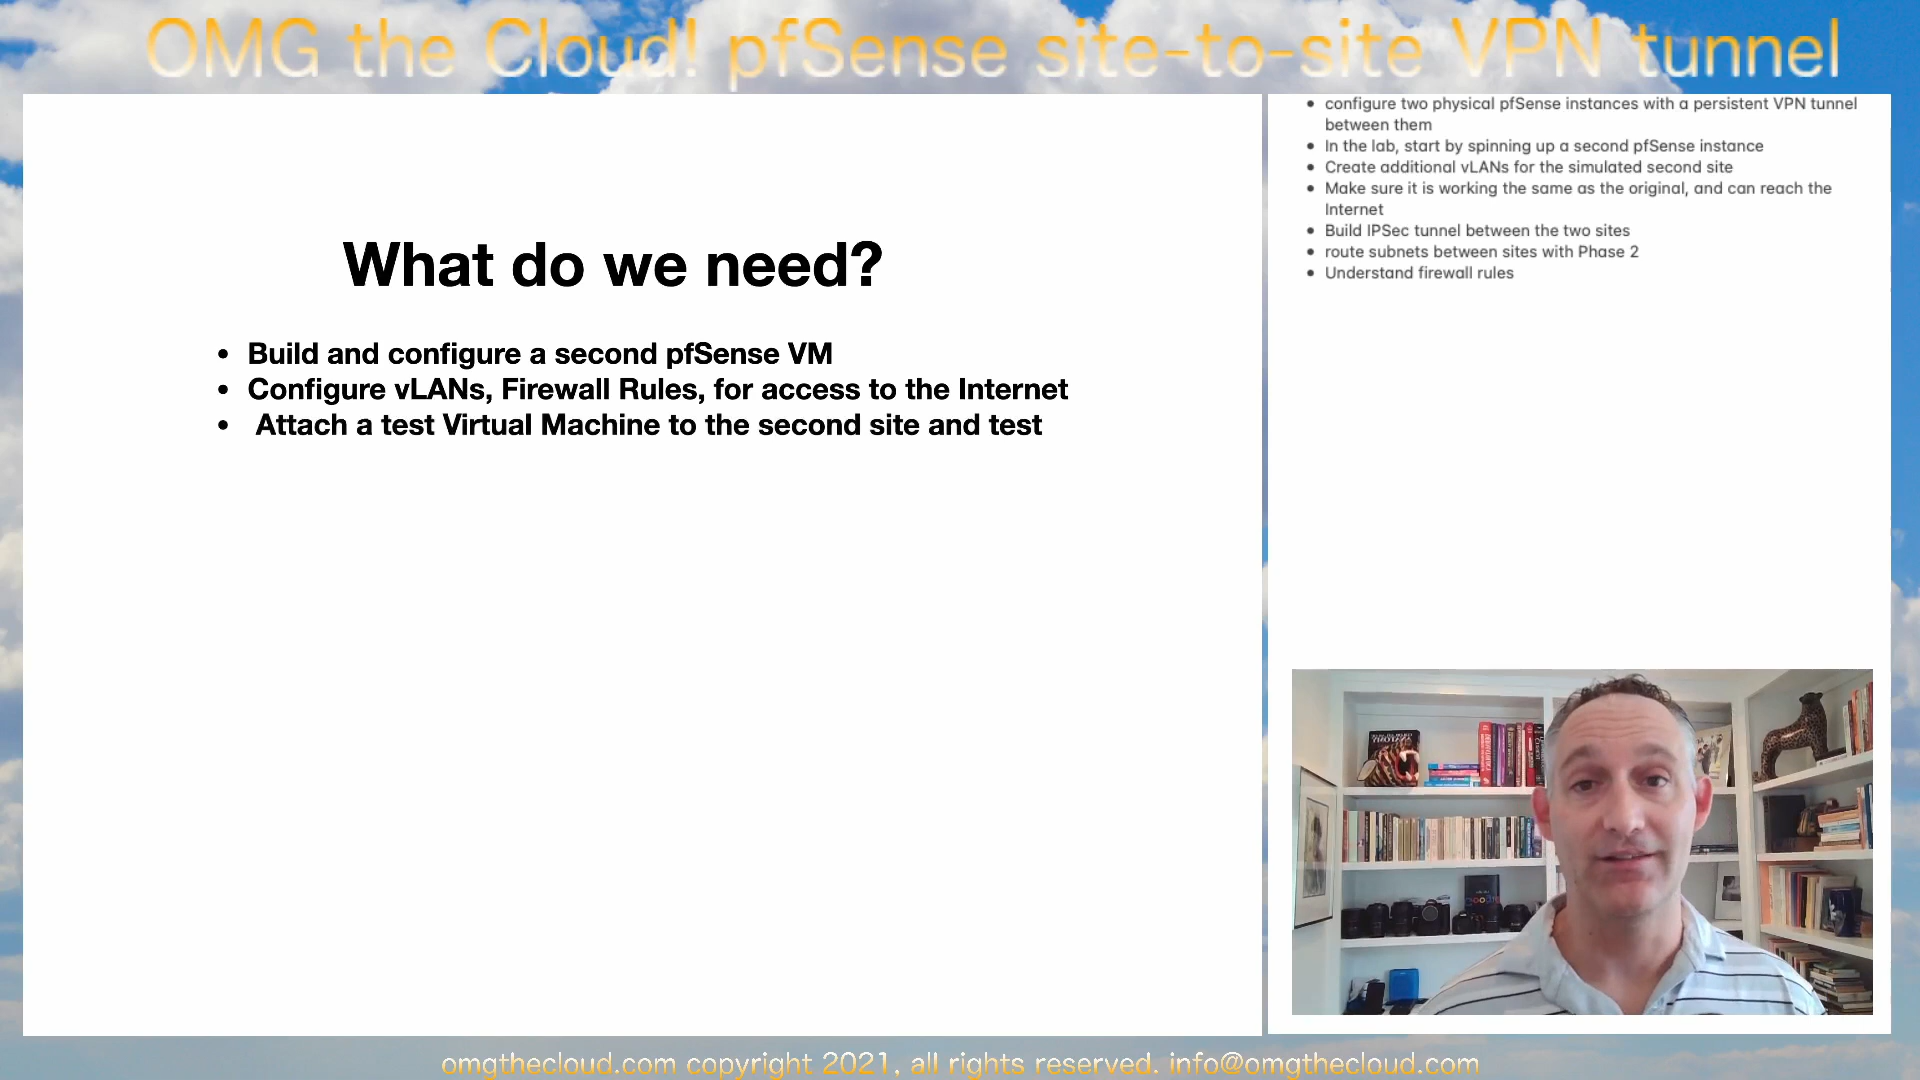 OMG the Cloud! pfSense site-to-site VPN tunnel
What do we need?
• Build and configure a second pfSense VM
• Configure vLANs, Firewall Rules, for access to the Internet
• Attach a test Virtual Machine to the second site and test
• configure two physical pfSense instances with a persistent VPN tunnel
between them
• In the lab, start by spinning up a second pfSense instance
• Create additional vLANs for the simulated second site
• Make sure it is working the same as the original, and can reach the
Internet
• Build IPSec tunnel between the two sites
• route subnets between sites with Phase 2
• Understand firewall rules
omgthecloud.com copyright 2021, all rights reserved. info@omgthecloud.com